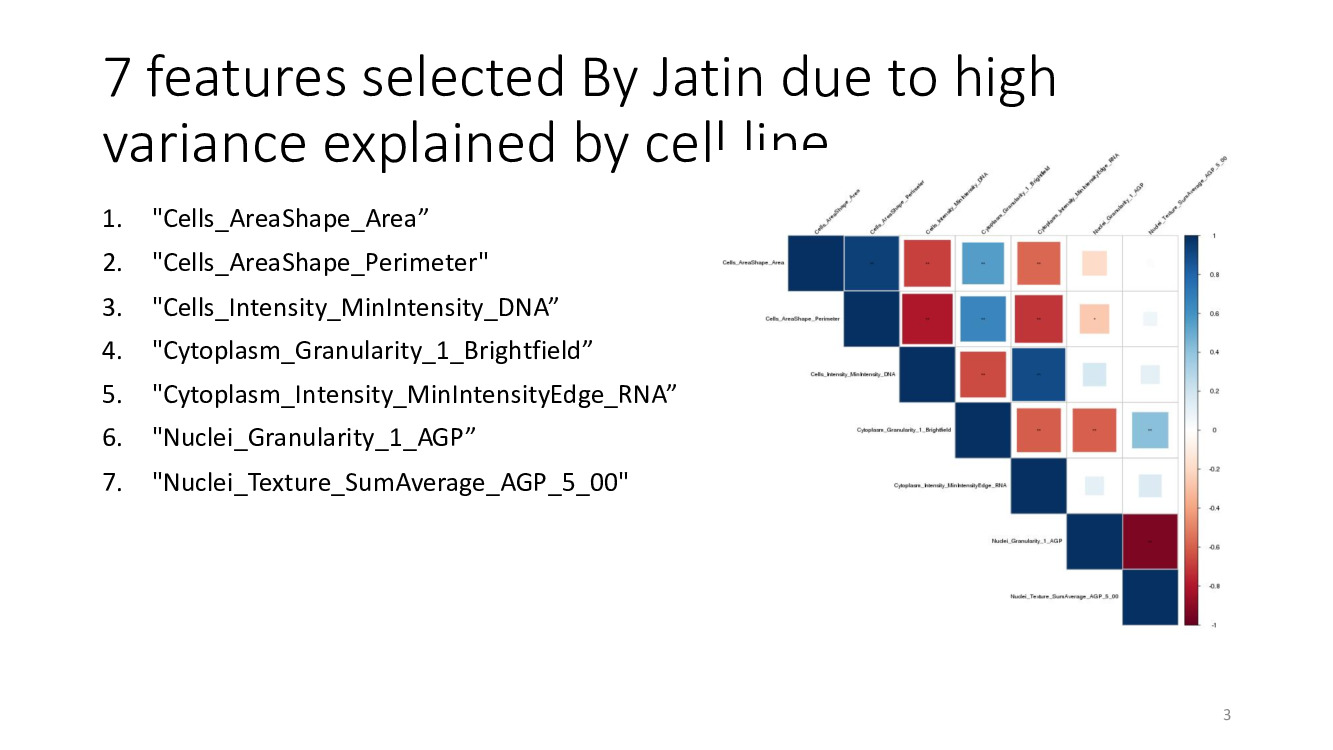 7 features selected By Jatin due to high
variance explained by cell line
1. "Cells_AreaShape_Area”
2. "Cells_AreaShape_Perimeter"
3. "Cells_Intensity_MinIntensity_DNA”
4. "Cytoplasm_Granularity_1_Brightfield”
5. "Cytoplasm_Intensity_MinIntensityEdge_RNA”
6. "Nuclei_Granularity_1_AGP”
7. "Nuclei_Texture_SumAverage_AGP_5_00"
Cells_AreaShape_Area
Cells_AreaShape_Perimeter
Cells_Intensity_MinIntensity_DNA
Cytoplasm_Granularity_1_Brightfield
Cytoplasm_Intensity_MinIntensityEdge_RNA
Nuclei_Granularity_1_AGP
Nuclei_Texture_SumAverage_AGP_5_00
Cells_AreaShape_Area
Cells_AreaShape_Perimeter
Cells_Intensity_MinIntensity_DNA
Cytoplasm_Granularity_1_Brightfield
Cytoplasm_Intensity_MinIntensityEdge_RNA
Nuclei_Granularity_1_AGP
Nuclei_Texture_SumAverage_AGP_5_00
1
0.8
0.6
0.4
0.2
0
-0.2
-0.4
-0.6
-0.8
-1
3